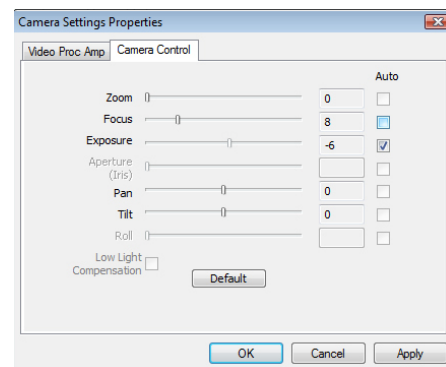 Camera Settings Properties
Video Proc Amp Camera Control
Auto
Zoom 0
Focus 8
Exposure -6
Aperture
(Iris)
Pan 0
Tilt 0
Roll
Low Light
Compensation
Default
OK Cancel Apply